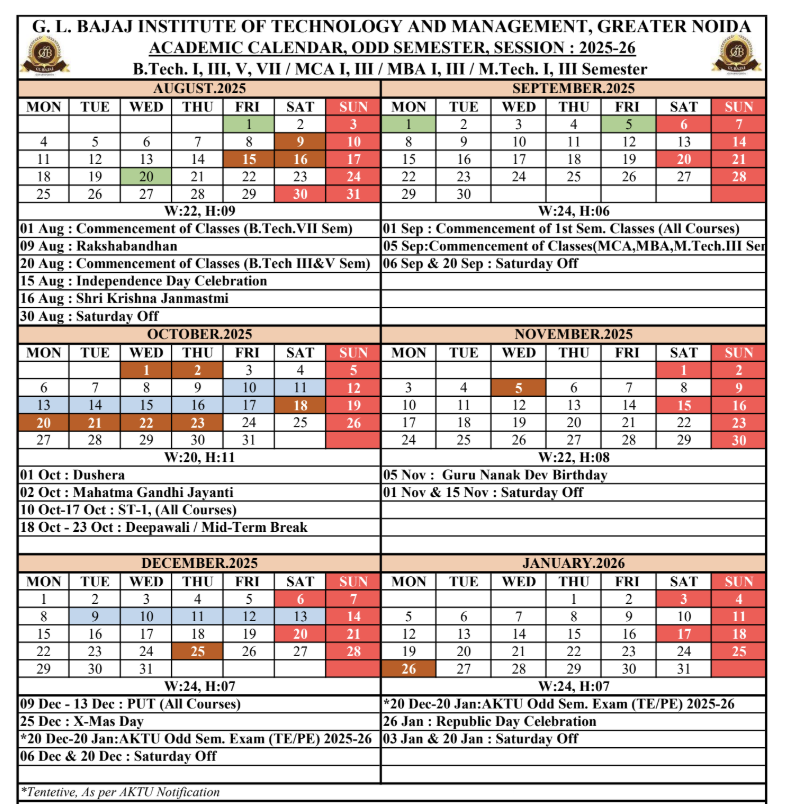 G. L. BAJAJ INSTITUTE OF TECHNOLOGY AND MANAGEMENT, GREATER NOIDA
ACADEMIC CALENDAR, ODD SEMESTER, SESSION : 2025-26
B.Tech. I, III, V, VII / MCA I, III / MBA I, III / M.Tech. I, III Semester
AUGUST.2025
MON TUE WED THU FRI SAT SUN
1 2 3
4 5 6 7 8 9 10
11 12 13 14 15 16 17
18 19 20 21 22 23 24
25 26 27 28 29 30 31
W:22, H:09
01 Aug : Commencement of Classes (B.Tech.VII Sem)
09 Aug : Rakshabandhan
20 Aug : Commencement of Classes (B.Tech III&V Sem)
15 Aug : Independence Day Celebration
16 Aug : Shri Krishna Janmastmi
30 Aug : Saturday Off
SEPTEMBER.2025
MON TUE WED THU FRI SAT SUN
1 2 3 4 5 6 7
8 9 10 11 12 13 14
15 16 17 18 19 20 21
22 23 24 25 26 27 28
29 30
W:24, H:06
01 Sep : Commencement of 1st Sem. Classes (All Courses)
05 Sep:Commencement of Classes(MCA,MBA,M.Tech.III Sem
06 Sep & 20 Sep : Saturday Off
OCTOBER.2025
MON TUE WED THU FRI SAT SUN
1 2 3 4 5
6 7 8 9 10 11 12
13 14 15 16 17 18 19
20 21 22 23 24 25 26
27 28 29 30 31
W:20, H:11
01 Oct : Dushera
02 Oct : Mahatma Gandhi Jayanti
10 Oct-17 Oct : ST-1, (All Courses)
18 Oct - 23 Oct : Deepawali / Mid-Term Break
NOVEMBER.2025
MON TUE WED THU FRI SAT SUN
1 2
3 4 5 6 7 8 9
10 11 12 13 14 15 16
17 18 19 20 21 22 23
24 25 26 27 28 29 30
W:22, H:08
05 Nov : Guru Nanak Dev Birthday
01 Nov & 15 Nov : Saturday Off
DECEMBER.2025
MON TUE WED THU FRI SAT SUN
1 2 3 4 5 6 7
8 9 10 11 12 13 14
15 16 17 18 19 20 21
22 23 24 25 26 27 28
29 30 31
W:24, H:07
09 Dec - 13 Dec : PUT (All Courses)
25 Dec : X-Mas Day
*20 Dec-20 Jan:AKTU Odd Sem. Exam (TE/PE) 2025-26
06 Dec & 20 Dec : Saturday Off
JANUARY.2026
MON TUE WED THU FRI SAT SUN
1 2 3 4
5 6 7 8 9 10 11
12 13 14 15 16 17 18
19 20 21 22 23 24 25
26 27 28 29 30 31
W:24, H:07
*20 Dec-20 Jan:AKTU Odd Sem. Exam (TE/PE) 2025-26
26 Jan : Republic Day Celebration
03 Jan & 20 Jan : Saturday Off
*Tentetive, As per AKTU Notification